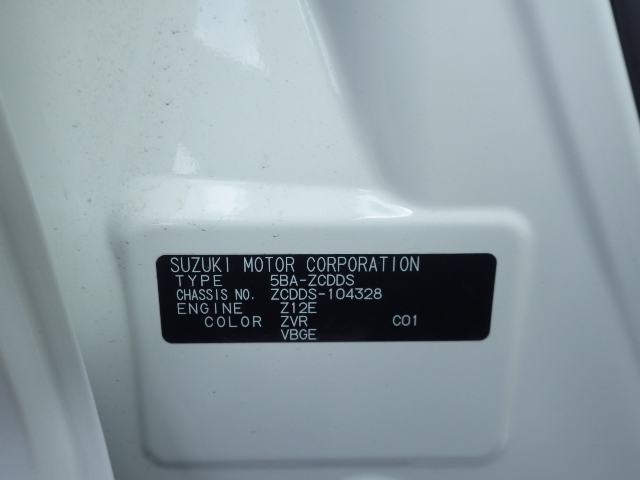 SUZUKI MOTOR CORPORATION
TYPE 5BA-ZCDDS
CHASSIS NO. ZCDDS-104328
ENGINE Z12E
COLOR ZVR C01
VBGE